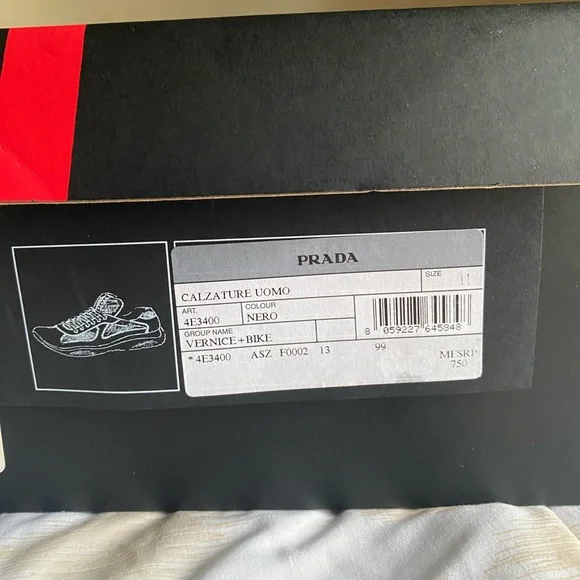 PRADA
CALZATURE UOMO
SIZE 11
ART. COLOUR
4E3400 NERO
GROUP NAME
VERNICE+BIKE
8 059227 645848
* 4E3400 ASZ F0002 13 99
MFSRP
750